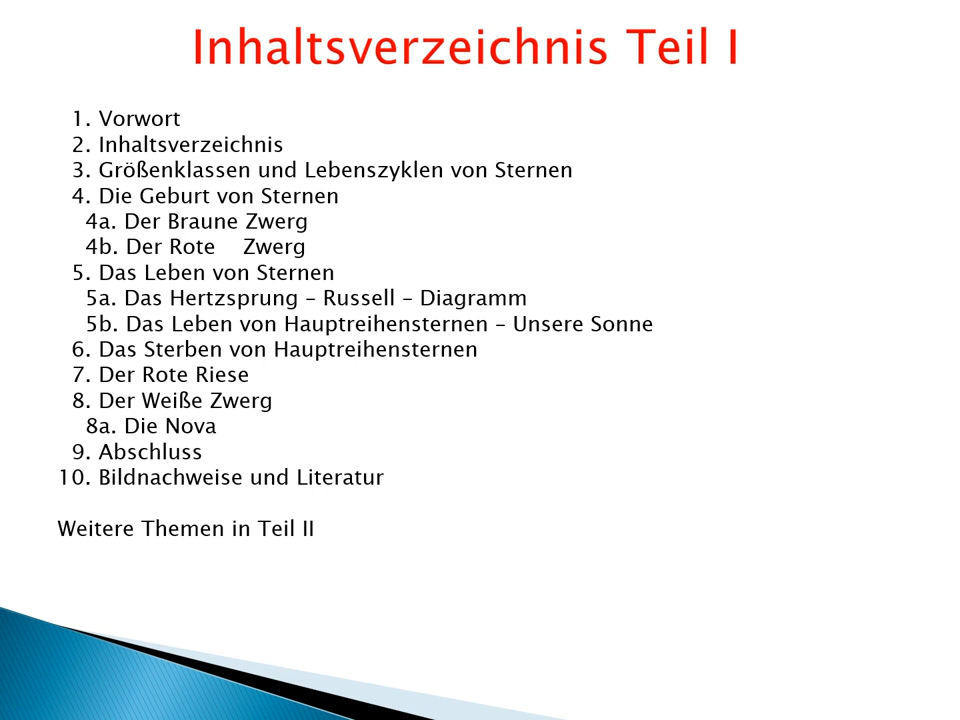 Inhaltsverzeichnis Teil I
1. Vorwort
2. Inhaltsverzeichnis
3. Größenklassen und Lebenszyklen von Sternen
4. Die Geburt von Sternen
4a. Der Braune Zwerg
4b. Der Rote    Zwerg
5. Das Leben von Sternen
5a. Das Hertzsprung – Russell – Diagramm
5b. Das Leben von Hauptreihensternen – Unsere Sonne
6. Das Sterben von Hauptreihensternen
7. Der Rote Riese
8. Der Weiße Zwerg
8a. Die Nova
9. Abschluss
10. Bildnachweise und Literatur
Weitere Themen in Teil II